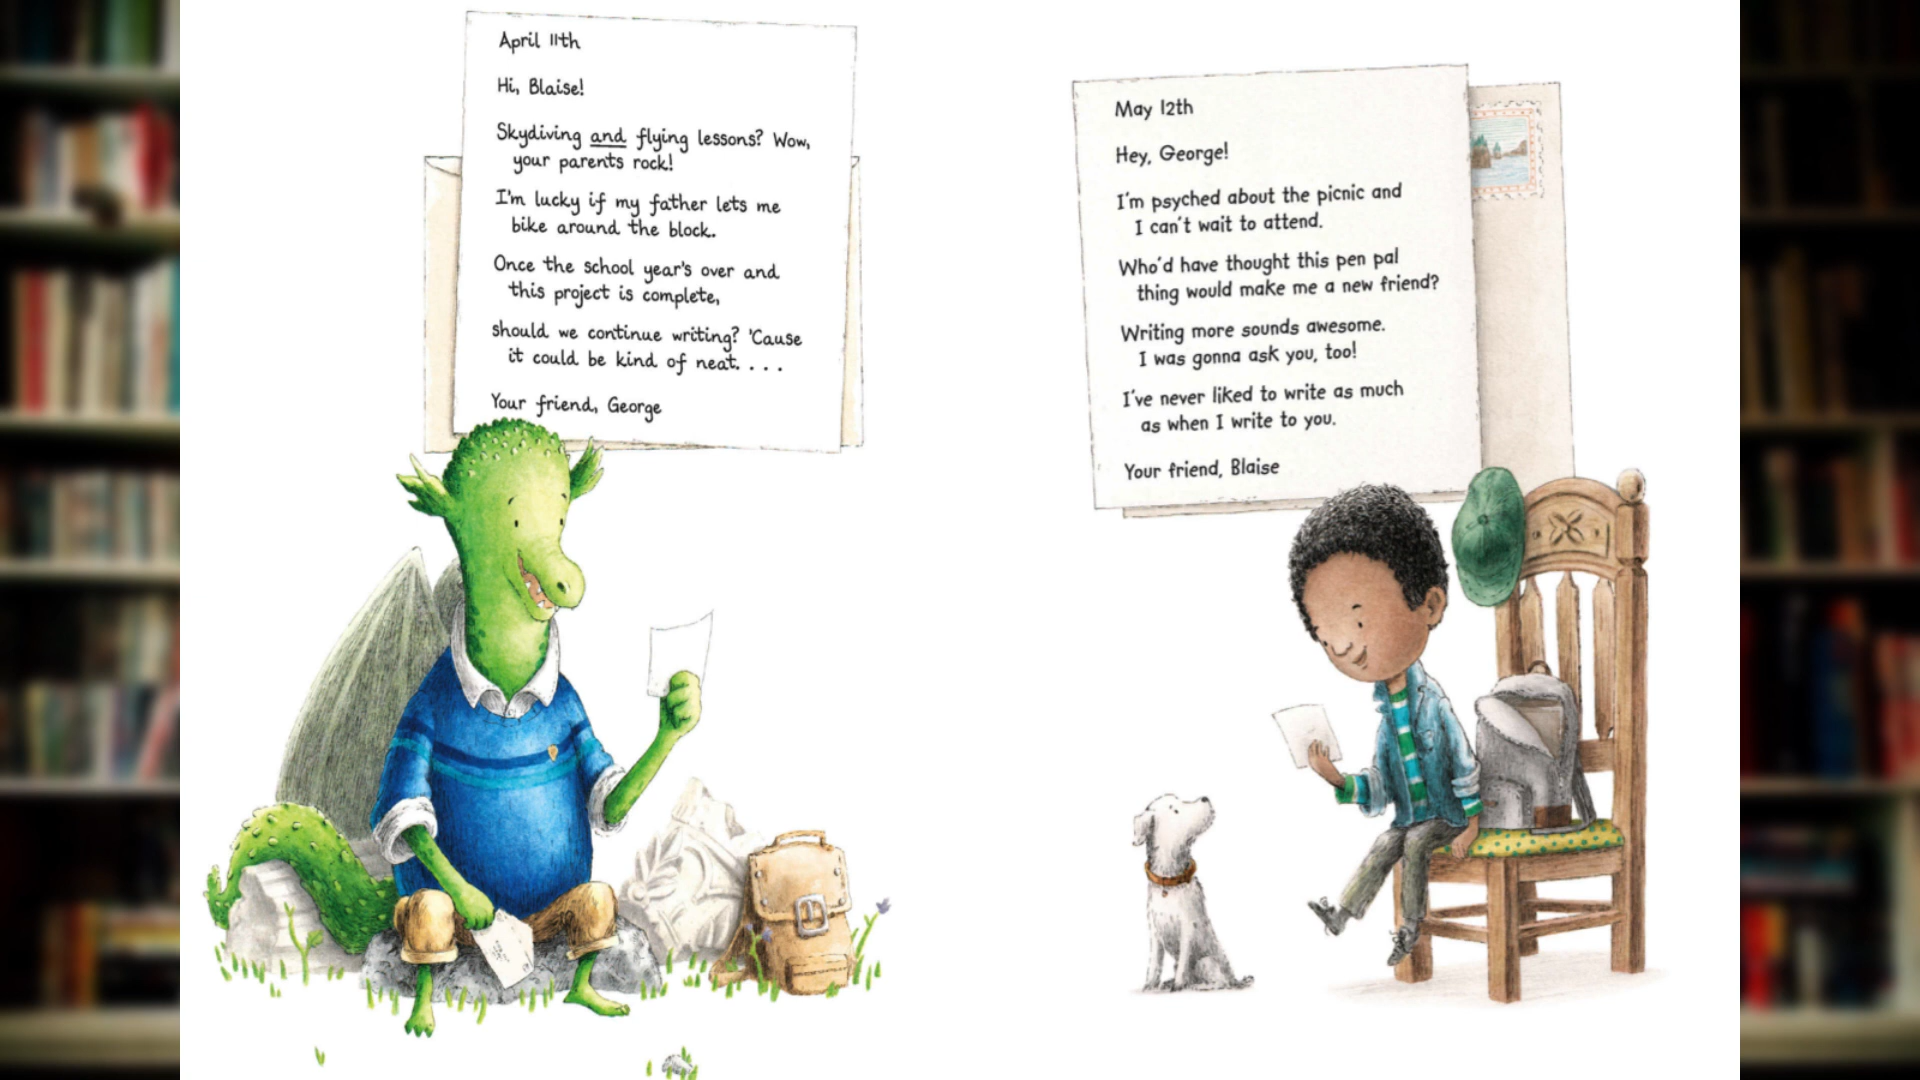 April 11th
Hi, Blaise!
Skydiving and flying lessons? Wow,
your parents rock!
I'm lucky if my father lets me
bike around the block.
Once the school year's over and
this project is complete,
should we continue writing? 'Cause
it could be kind of neat. . . .
Your friend, George
May 12th
Hey, George!
I'm psyched about the picnic and
I can't wait to attend.
Who'd have thought this pen pal
thing would make me a new friend?
Writing more sounds awesome.
I was gonna ask you, too!
I've never liked to write as much
as when I write to you.
Your friend, Blaise